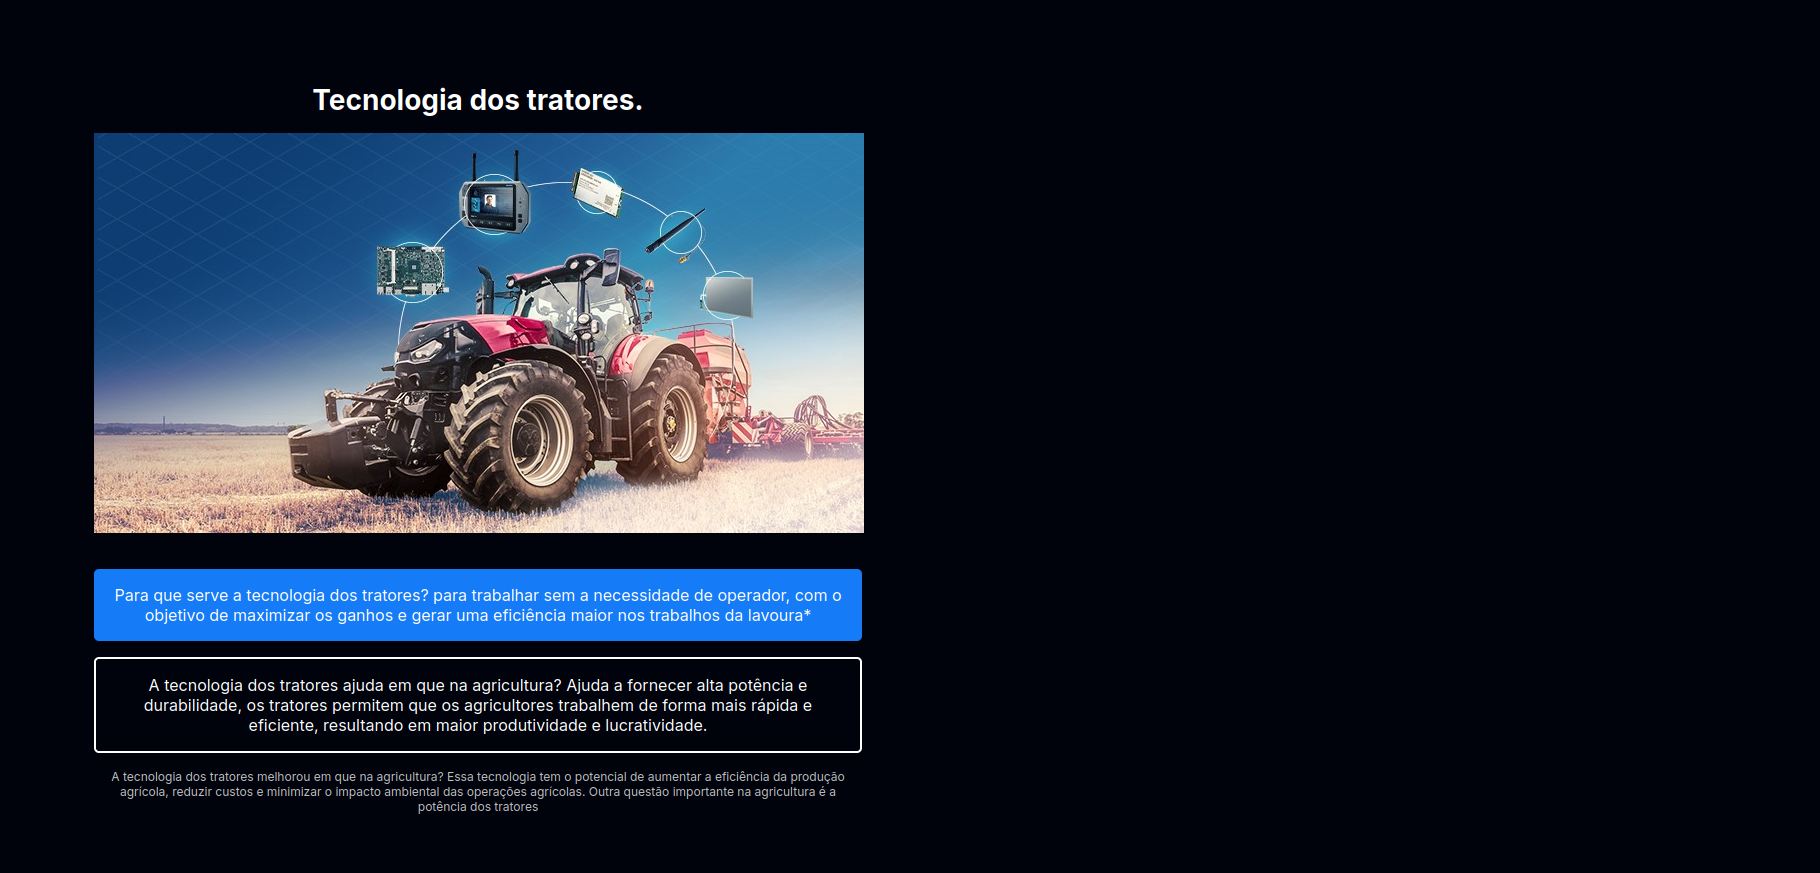 Tecnologia dos tratores.
Para que serve a tecnologia dos tratores? para trabalhar sem a necessidade de operador, com o
objetivo de maximizar os ganhos e gerar uma eficiência maior nos trabalhos da lavoura*
A tecnologia dos tratores ajuda em que na agricultura? Ajuda a fornecer alta potência e
durabilidade, os tratores permitem que os agricultores trabalhem de forma mais rápida e
eficiente, resultando em maior produtividade e lucratividade.
A tecnologia dos tratores melhorou em que na agricultura? Essa tecnologia tem o potencial de aumentar a eficiência da produção
agrícola, reduzir custos e minimizar o impacto ambiental das operações agrícolas. Outra questão importante na agricultura é a
potência dos tratores